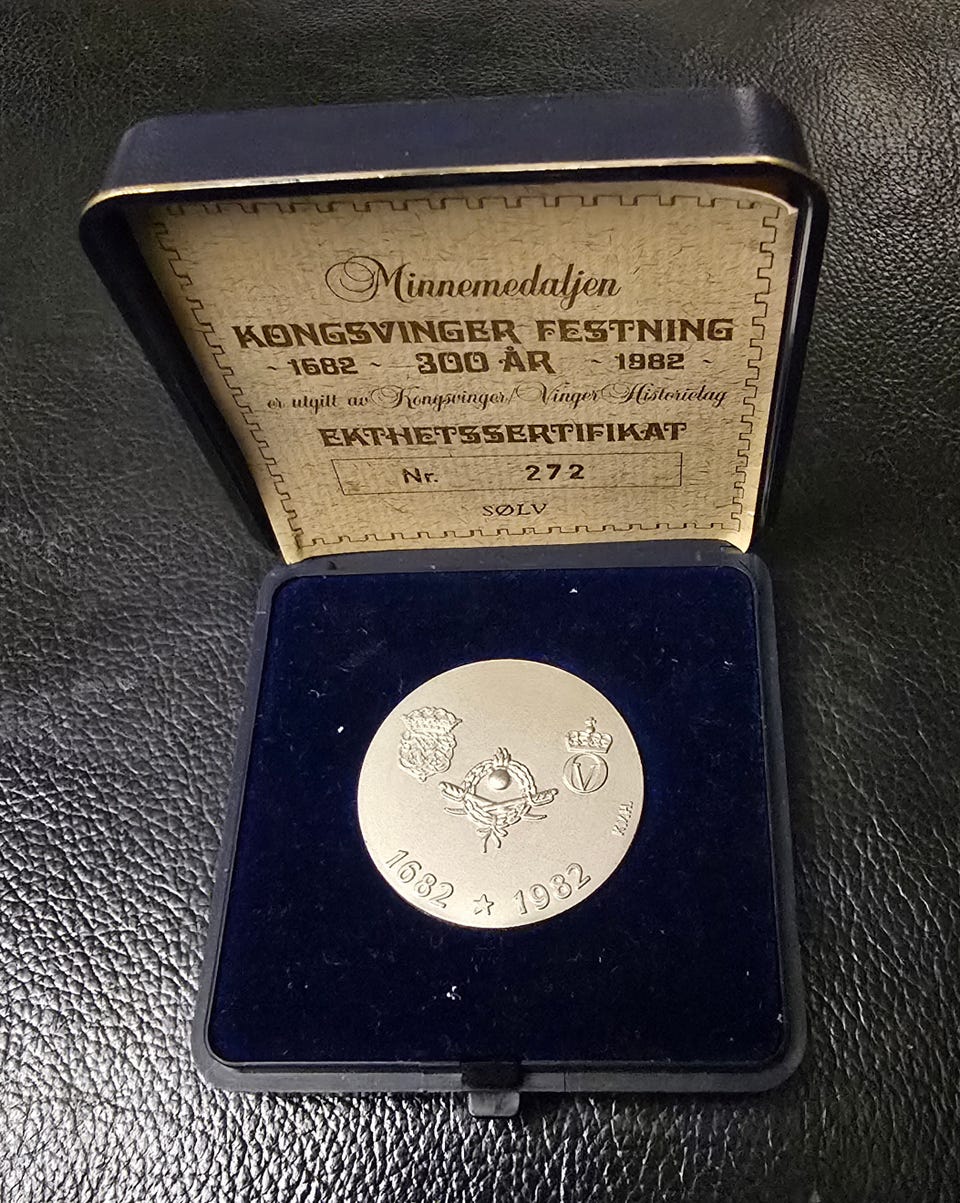 Minnemedaljen
KONGSVINGER FESTNING
~ 1682 ~ 300 ÅR ~ 1982 ~
er utgitt av Kongsvinger/Vinger Historielag
EKTHETSSERTIFIKAT
Nr. 272
SØLV
V
1682 ☆ 1982